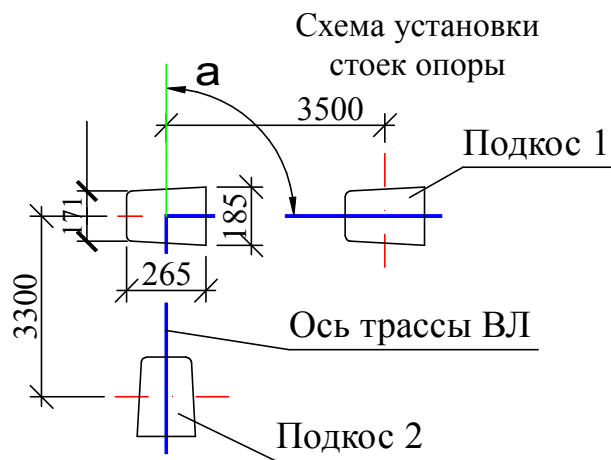 Схема установки
стоек опоры
a
3500
Подкос 1
171
185
265
3300
Ось трассы ВЛ
Подкос 2